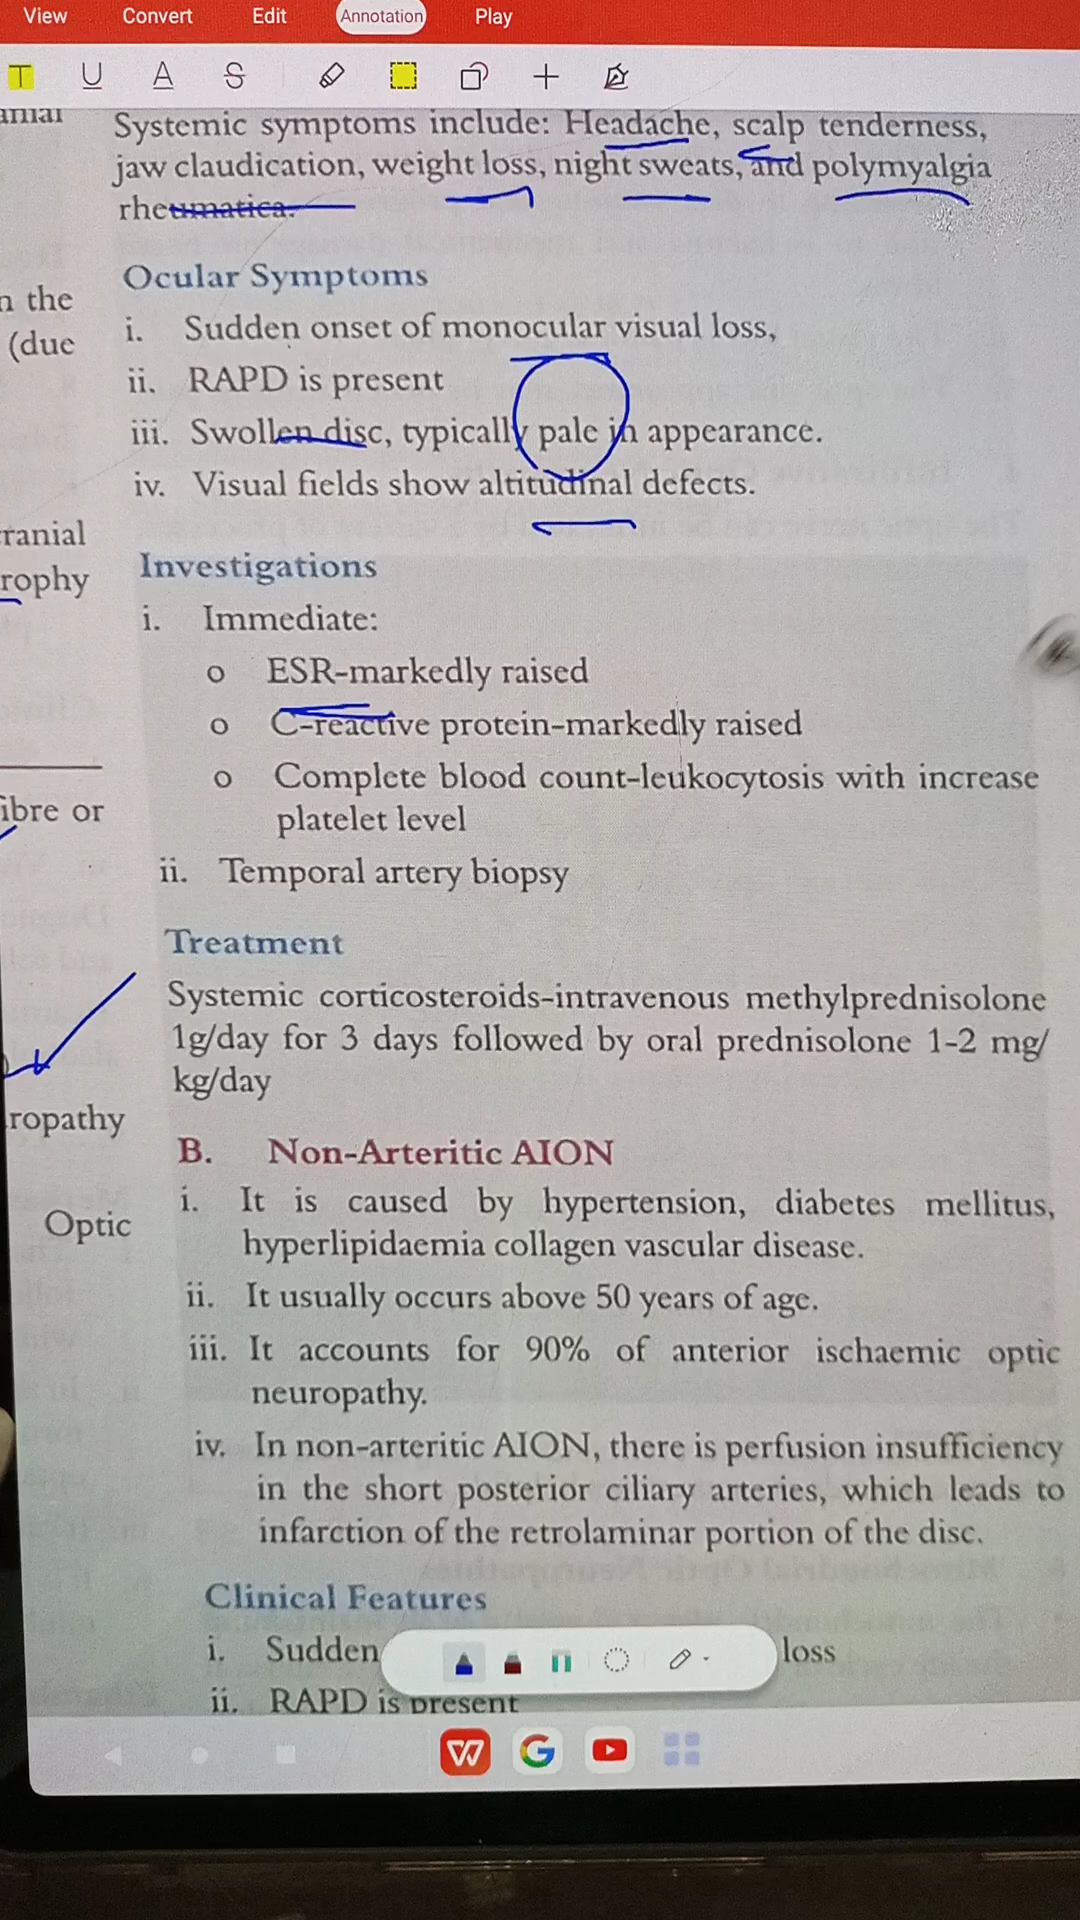 View Convert Edit Annotation Play
T U A S
Systemic symptoms include: Headache, scalp tenderness,
jaw claudication, weight loss, night sweats, and polymyalgia
rheumatica.
Ocular Symptoms
n the
i. Sudden onset of monocular visual loss,
(due
ii. RAPD is present
iii. Swollen disc, typically pale in appearance.
iv. Visual fields show altitudinal defects.
ranial
rophy
Investigations
i. Immediate:
o ESR-markedly raised
o C-reactive protein-markedly raised
o Complete blood count-leukocytosis with increase
ibre or
platelet level
ii. Temporal artery biopsy
Treatment
Systemic corticosteroids-intravenous methylprednisolone
1g/day for 3 days followed by oral prednisolone 1-2 mg/
kg/day
ropathy
B. Non-Arteritic AION
i. It is caused by hypertension, diabetes mellitus,
Optic
hyperlipidaemia collagen vascular disease.
ii. It usually occurs above 50 years of age.
iii. It accounts for 90% of anterior ischaemic optic
neuropathy.
iv. In non-arteritic AION, there is perfusion insufficiency
in the short posterior ciliary arteries, which leads to
infarction of the retrolaminar portion of the disc.
Clinical Features
i. Sudden loss
ii. RAPD is present